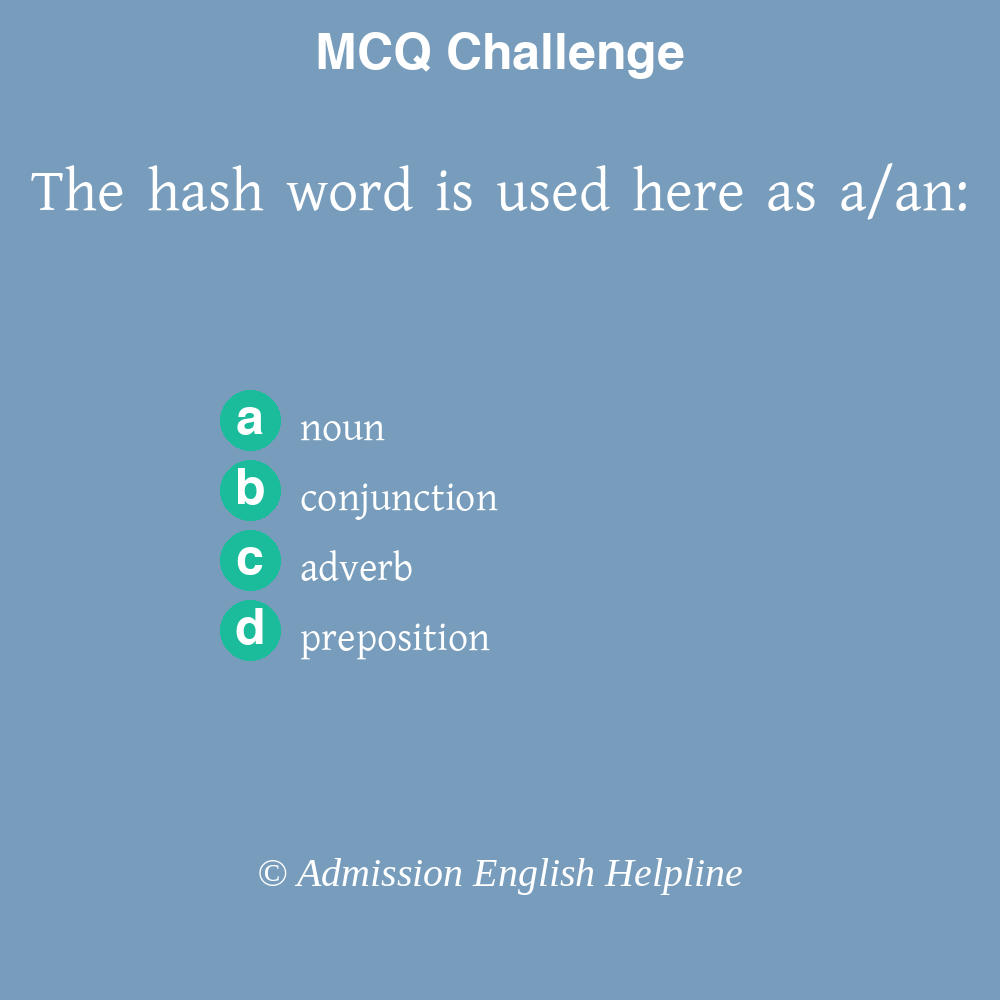 MCQ Challenge
The hash word is used here as a/an:
a noun
b conjunction
c adverb
d preposition
© Admission English Helpline